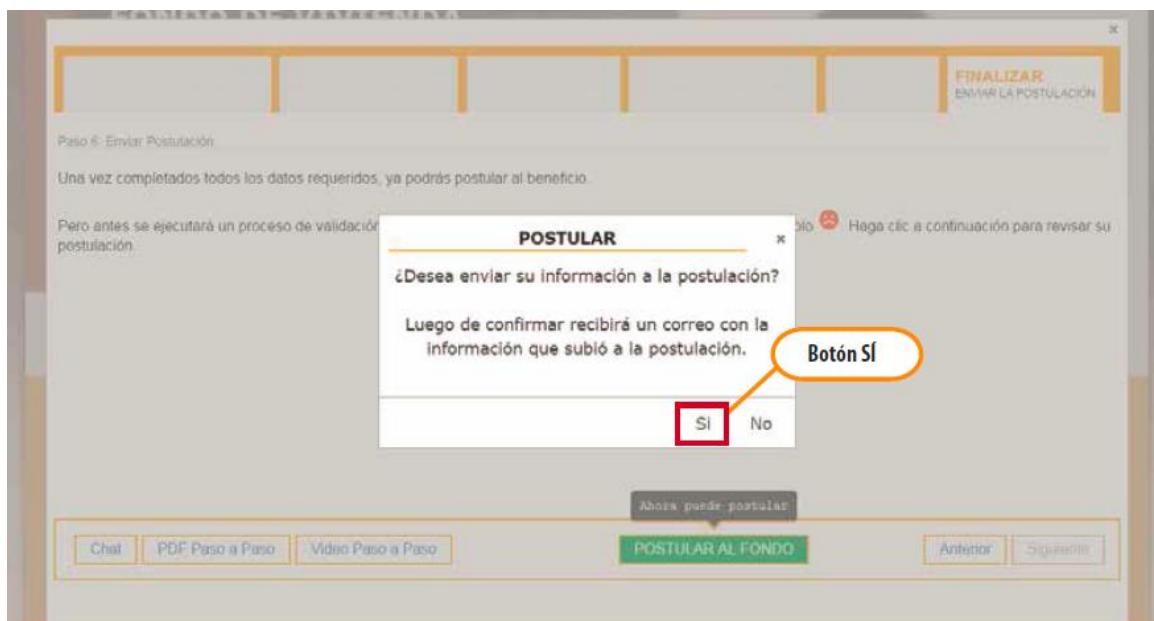 FONDO DE VIVIENDA
×
FINALIZAR
ENVIAR LA POSTULACIÓN
Paso 6: Enviar Postulación
Una vez completados todos los datos requeridos, ya podrás postular al beneficio.
Pero antes se ejecutará un proceso de validación Haga clic a continuación para revisar su
postulación.
POSTULAR ×
¿Desea enviar su información a la postulación?
Luego de confirmar recibirá un correo con la
información que subió a la postulación.
Botón SÍ
Si No
Ahora puede postular
Chat PDF Paso a Paso Video Paso a Paso POSTULAR AL FONDO Anterior Siguiente